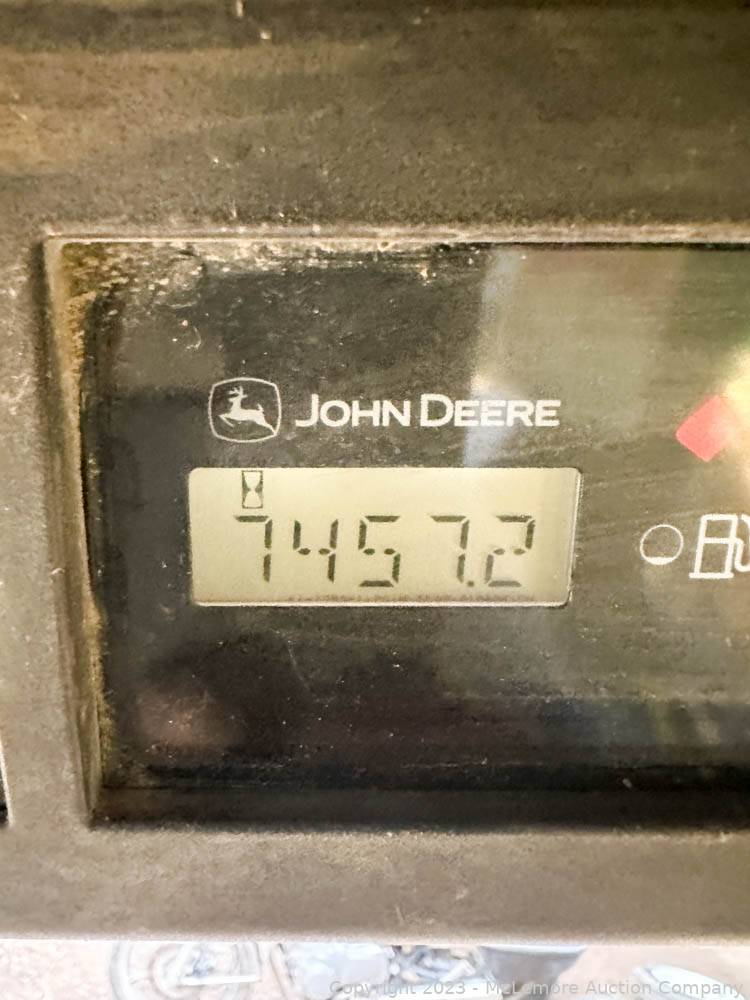 JOHN DEERE
7457.2
Copyright 2023 - McLemore Auction Company